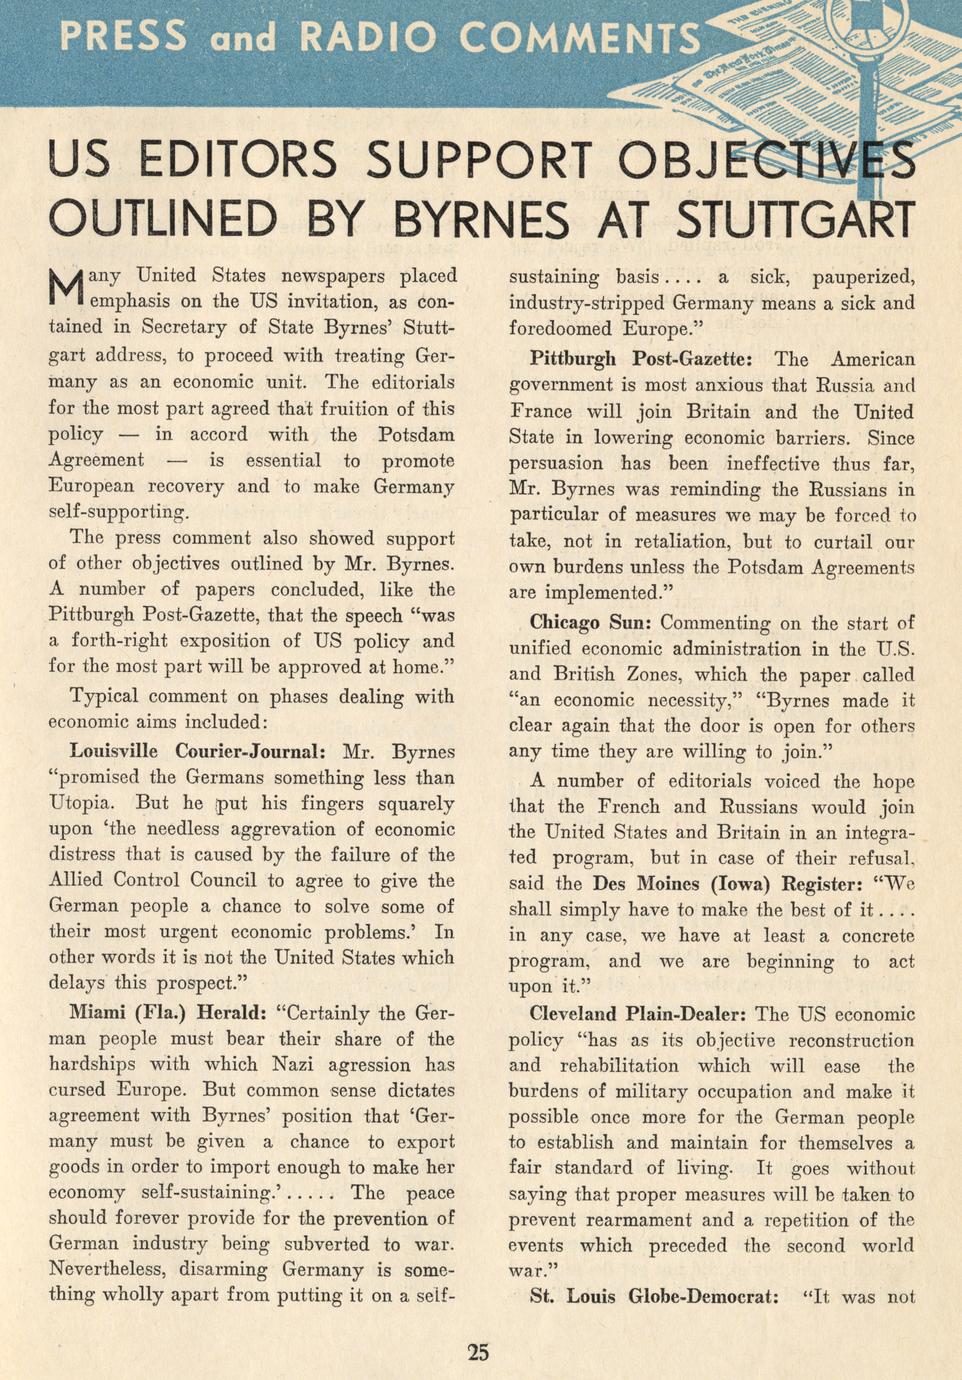 PRESS and RADIO COMMENTS
The New York Times
US EDITORS SUPPORT OBJECTIVES
OUTLINED BY BYRNES AT STUTTGART
Many United States newspapers placed
emphasis on the US invitation, as con-
tained in Secretary of State Byrnes' Stutt-
gart address, to proceed with treating Ger-
many as an economic unit. The editorials
for the most part agreed that fruition of this
policy — in accord with the Potsdam
Agreement — is essential to promote
European recovery and to make Germany
self-supporting.
The press comment also showed support
of other objectives outlined by Mr. Byrnes.
A number of papers concluded, like the
Pittburgh Post-Gazette, that the speech “was
a forth-right exposition of US policy and
for the most part will be approved at home.”
Typical comment on phases dealing with
economic aims included:
Louisville Courier-Journal: Mr. Byrnes
“promised the Germans something less than
Utopia. But he put his fingers squarely
upon ‘the needless aggrevation of economic
distress that is caused by the failure of the
Allied Control Council to agree to give the
German people a chance to solve some of
their most urgent economic problems.’ In
other words it is not the United States which
delays this prospect.”
Miami (Fla.) Herald: “Certainly the Ger-
man people must bear their share of the
hardships with which Nazi agression has
cursed Europe. But common sense dictates
agreement with Byrnes’ position that ‘Ger-
many must be given a chance to export
goods in order to import enough to make her
economy self-sustaining.’ . . . . . The peace
should forever provide for the prevention of
German industry being subverted to war.
Nevertheless, disarming Germany is some-
thing wholly apart from putting it on a self-
sustaining basis . . . . a sick, pauperized,
industry-stripped Germany means a sick and
foredoomed Europe.”
Pittburgh Post-Gazette: The American
government is most anxious that Russia and
France will join Britain and the United
State in lowering economic barriers. Since
persuasion has been ineffective thus far,
Mr. Byrnes was reminding the Russians in
particular of measures we may be forced to
take, not in retaliation, but to curtail our
own burdens unless the Potsdam Agreements
are implemented.”
Chicago Sun: Commenting on the start of
unified economic administration in the U.S.
and British Zones, which the paper called
“an economic necessity,” “Byrnes made it
clear again that the door is open for others
any time they are willing to join.”
A number of editorials voiced the hope
that the French and Russians would join
the United States and Britain in an integra-
ted program, but in case of their refusal,
said the Des Moines (Iowa) Register: “We
shall simply have to make the best of it . . . .
in any case, we have at least a concrete
program, and we are beginning to act
upon it.”
Cleveland Plain-Dealer: The US economic
policy “has as its objective reconstruction
and rehabilitation which will ease the
burdens of military occupation and make it
possible once more for the German people
to establish and maintain for themselves a
fair standard of living. It goes without
saying that proper measures will be taken to
prevent rearmament and a repetition of the
events which preceded the second world
war.”
St. Louis Globe-Democrat: “It was not
25